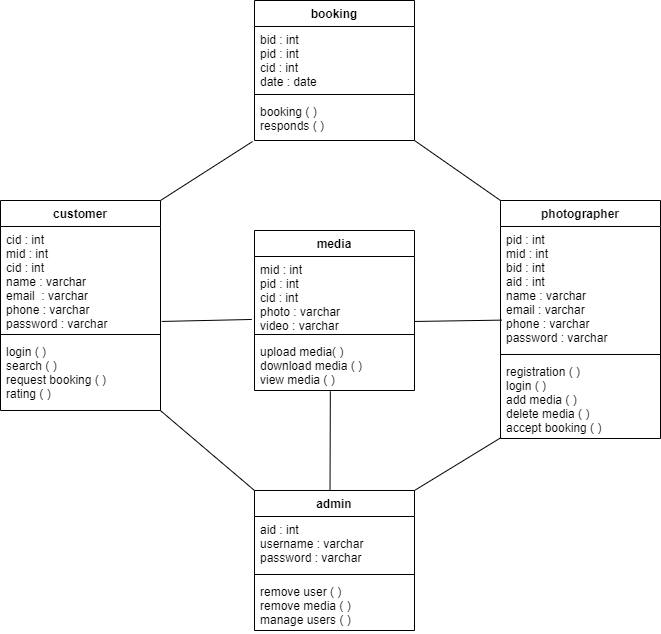 booking
bid : int
pid : int
cid : int
date : date
booking ( )
responds ( )
customer
cid : int
mid : int
cid : int
name : varchar
email  : varchar
phone : varchar
password : varchar
login ( )
search ( )
request booking ( )
rating ( )
media
mid : int
pid : int
cid : int
photo : varchar
video : varchar
upload media( )
download media ( )
view media ( )
photographer
pid : int
mid : int
bid : int
aid : int
name : varchar
email : varchar
phone : varchar
password : varchar
registration ( )
login ( )
add media ( )
delete media ( )
accept booking ( )
admin
aid : int
username : varchar
password : varchar
remove user ( )
remove media ( )
manage users ( )